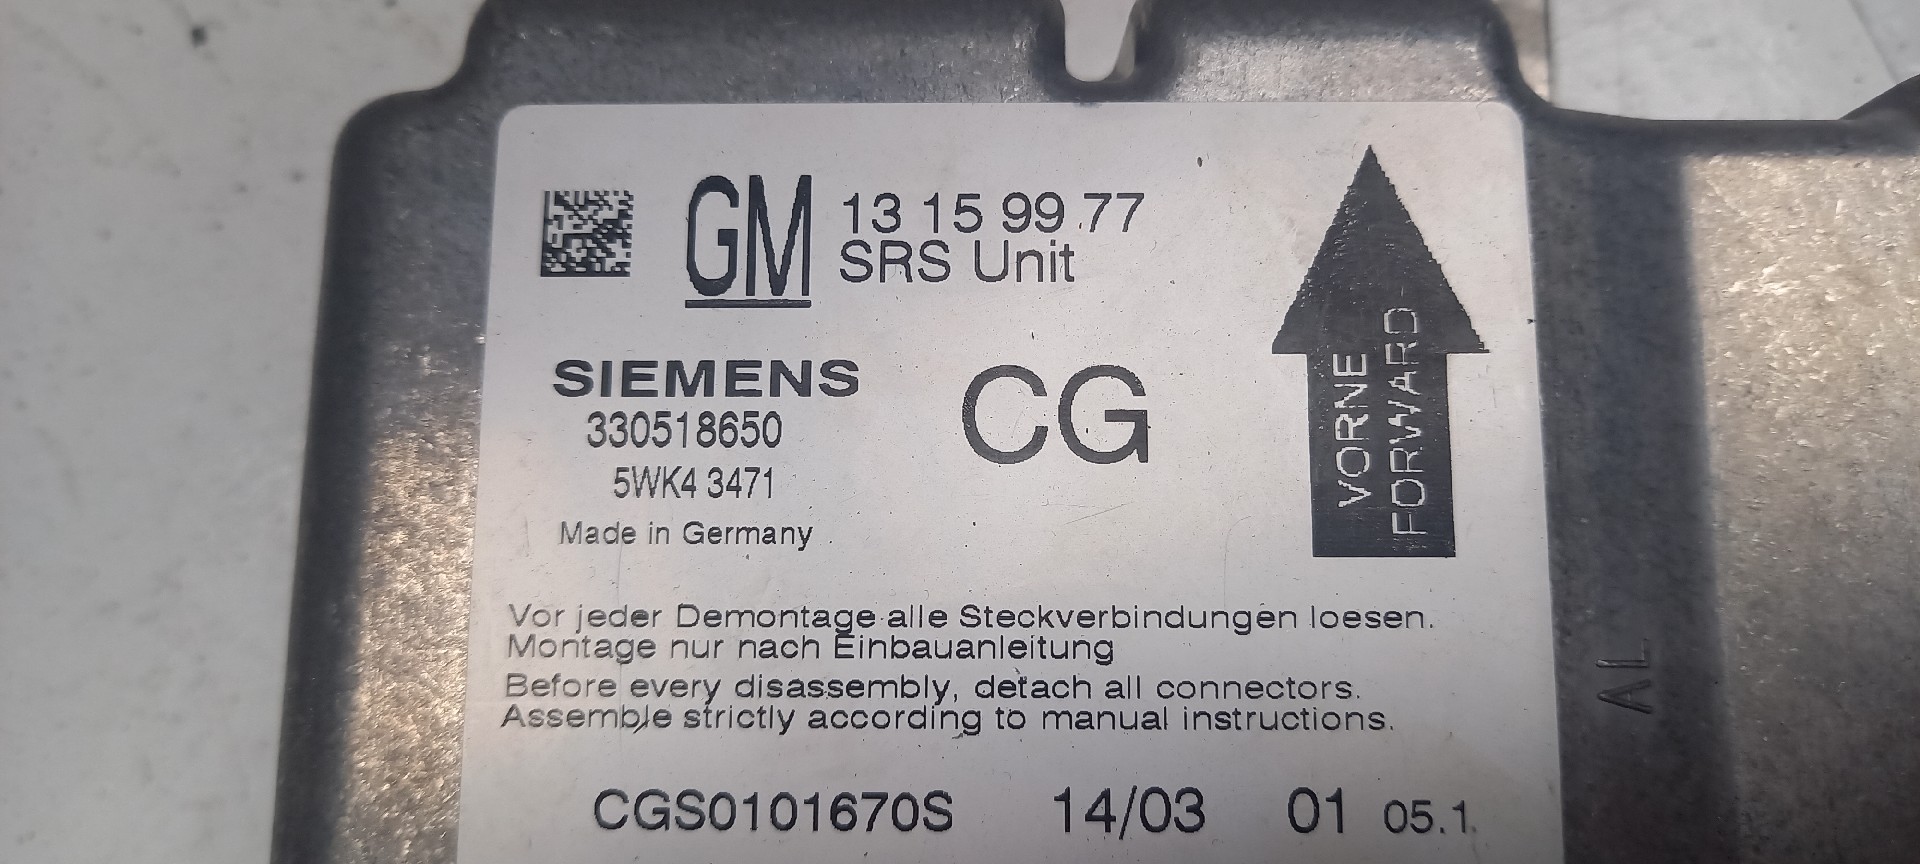 GM 13 15 99 77
SRS Unit
SIEMENS
330518650
5WK4 3471
Made in Germany
CG
VORNE
FORWARD
Vor jeder Demontage alle Steckverbindungen loesen.
Montage nur nach Einbauanleitung
Before every disassembly, detach all connectors.
Assemble strictly according to manual instructions.
CGS0101670S 14/03 01 05.1.
AL